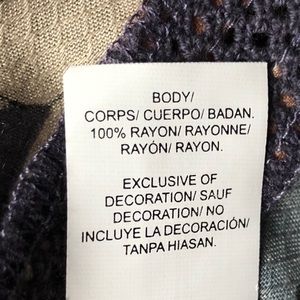 BODY/
CORPS/ CUERPO/ BADAN.
100% RAYON/ RAYONNE/
RAYÓN/ RAYON.
EXCLUSIVE OF
DECORATION/ SAUF
DECORATION/ NO
INCLUYE LA DECORACIÓN/
TANPA HIASAN.